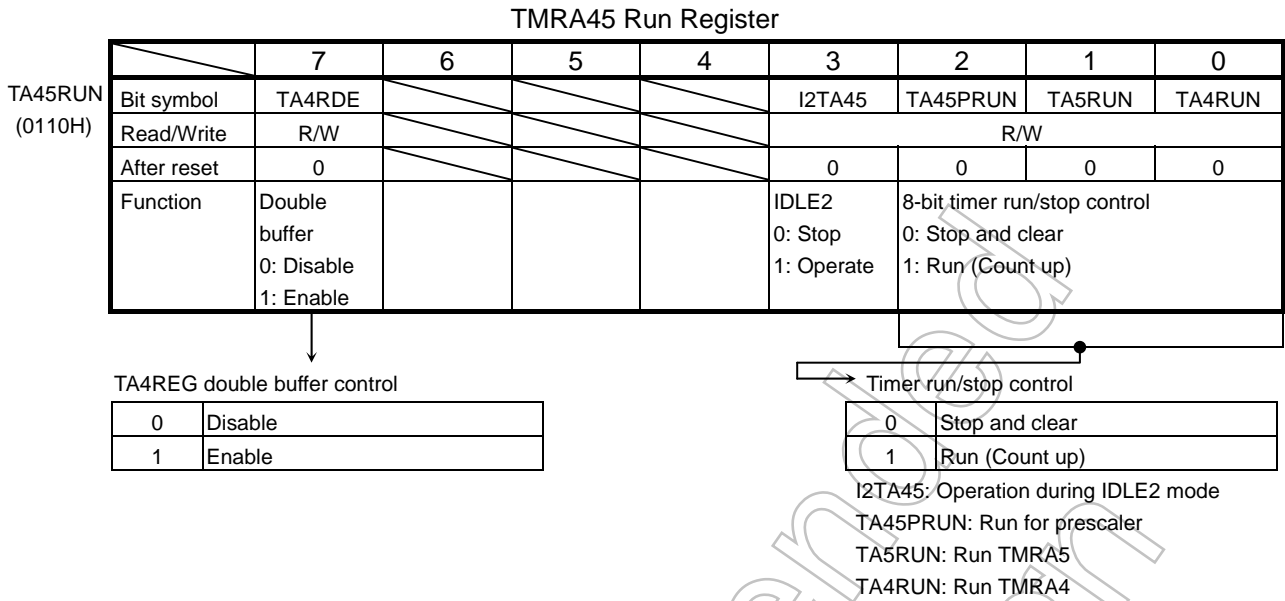 TMRA45 Run Register
7 6 5 4 3 2 1 0
TA45RUN (0110H)
Bit symbol TA4RDE I2TA45 TA45PRUN TA5RUN TA4RUN
Read/Write R/W R/W
After reset 0 0 0 0 0
Function Double IDLE2 8-bit timer run/stop control
buffer 0: Stop 0: Stop and clear
0: Disable 1: Operate 1: Run (Count up)
1: Enable
TA4REG double buffer control
0 Disable
1 Enable
Timer run/stop control
0 Stop and clear
1 Run (Count up)
I2TA45: Operation during IDLE2 mode
TA45PRUN: Run for prescaler
TA5RUN: Run TMRA5
TA4RUN: Run TMRA4